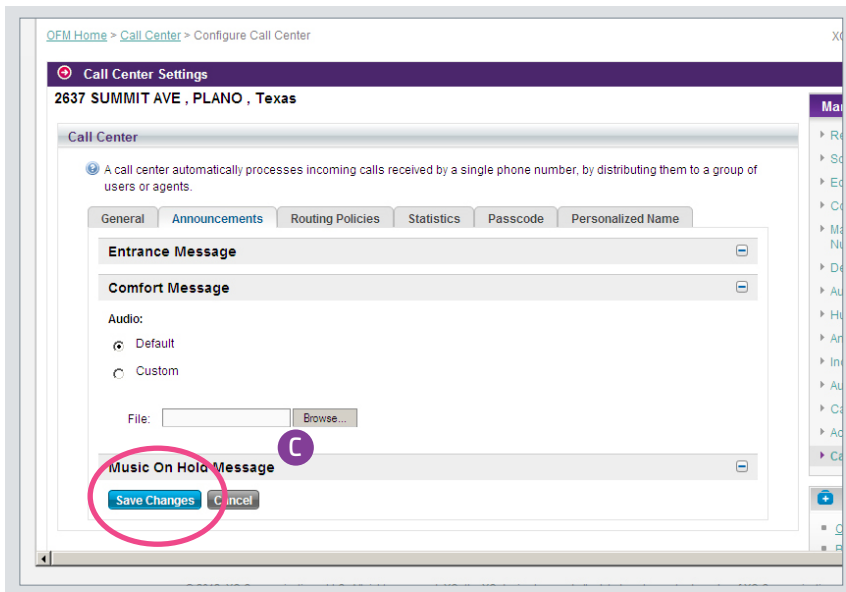 OFM Home > Call Center > Configure Call Center
Call Center Settings
2637 SUMMIT AVE , PLANO , Texas
Call Center
A call center automatically processes incoming calls received by a single phone number, by distributing them to a group of
users or agents.
General Announcements Routing Policies Statistics Passcode Personalized Name
Entrance Message
Comfort Message
Audio:
Default
Custom
File: Browse...
C
Music On Hold Message
Save Changes Cancel